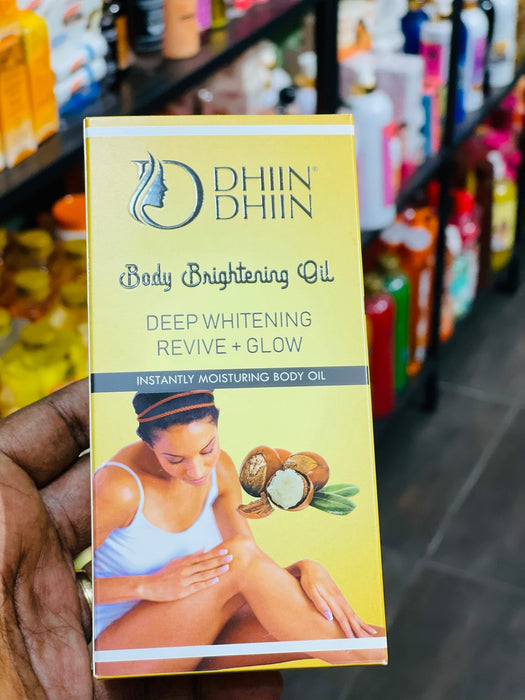 DHIIN®
DHIIN
Body Brightening Oil
DEEP WHITENING
REVIVE + GLOW
INSTANTLY MOISTURING BODY OIL